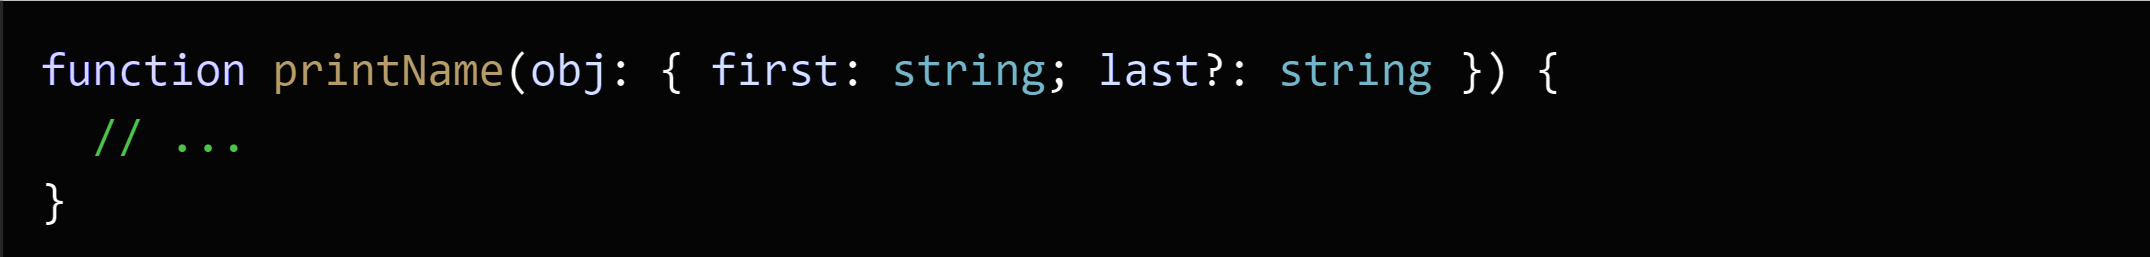 function printName(obj: { first: string; last?: string }) {
  // ...
}